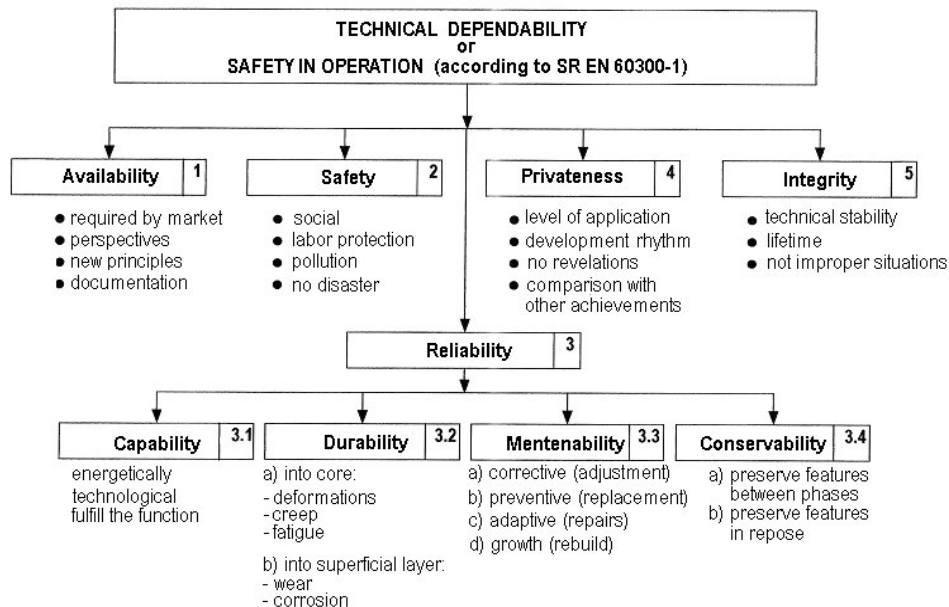 TECHNICAL DEPENDABILITY
or
SAFETY IN OPERATION (according to SR EN 60300-1)
Availability 1
● required by market
● perspectives
● new principles
● documentation
Safety 2
● social
● labor protection
● pollution
● no disaster
Privateness 4
● level of application
● development rhythm
● no revelations
● comparison with
other achievements
Integrity 5
● technical stability
● lifetime
● not improper situations
Reliability 3
Capability 3.1
energetically
technological
fulfill the function
Durability 3.2
a) into core:
- deformations
- creep
- fatigue
b) into superficial layer:
- wear
- corrosion
Mentenability 3.3
a) corrective (adjustment)
b) preventive (replacement)
c) adaptive (repairs)
d) growth (rebuild)
Conservability 3.4
a) preserve features
between phases
b) preserve features
in repose